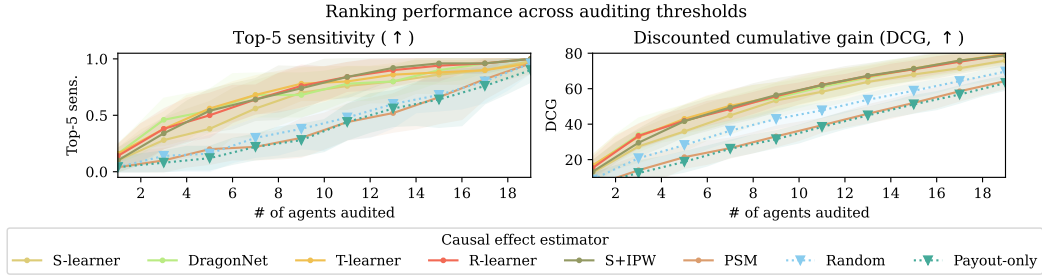 Ranking performance across auditing thresholds
Top-5 sensitivity (↑)
Top-5 sens.
1.0
0.5
0.0
2 4 6 8 10 12 14 16 18
# of agents audited
Discounted cumulative gain (DCG, ↑)
DCG
80
60
40
20
2 4 6 8 10 12 14 16 18
# of agents audited
Causal effect estimator
S-learner DragonNet T-learner R-learner S+IPW PSM Random Payout-only